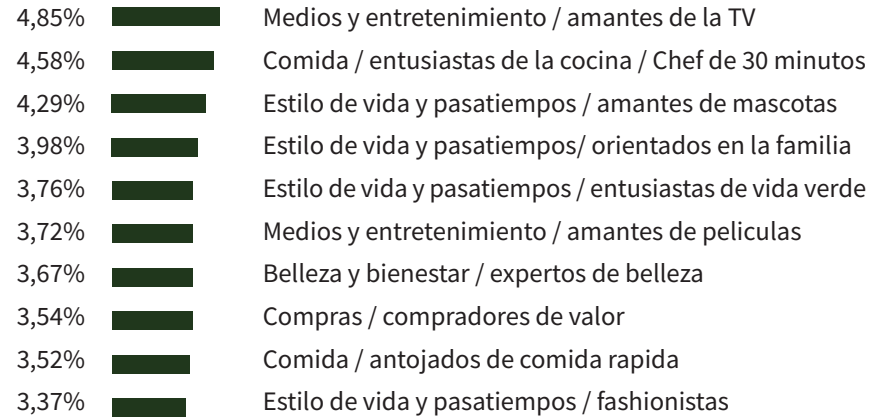 4,85% Medios y entretenimiento / amantes de la TV
4,58% Comida / entusiastas de la cocina / Chef de 30 minutos
4,29% Estilo de vida y pasatiempos / amantes de mascotas
3,98% Estilo de vida y pasatiempos/ orientados en la familia
3,76% Estilo de vida y pasatiempos / entusiastas de vida verde
3,72% Medios y entretenimiento / amantes de peliculas
3,67% Belleza y bienestar / expertos de belleza
3,54% Compras / compradores de valor
3,52% Comida / antojados de comida rapida
3,37% Estilo de vida y pasatiempos / fashionistas